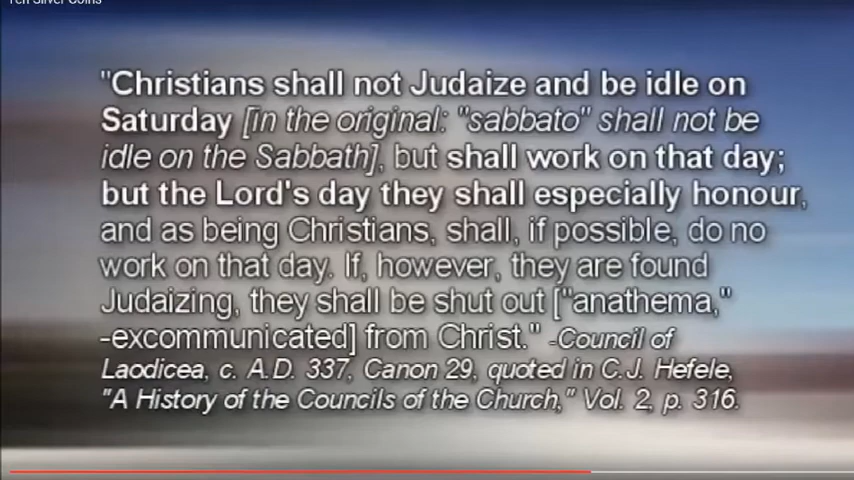 Ten Silver Coins
"Christians shall not Judaize and be idle on
Saturday [in the original: "sabbato" shall not be
idle on the Sabbath], but shall work on that day;
but the Lord's day they shall especially honour,
and as being Christians, shall, if possible, do no
work on that day. If, however, they are found
Judaizing, they shall be shut out ["anathema,"
-excommunicated] from Christ." -Council of
Laodicea, c. A.D. 337, Canon 29, quoted in C.J. Hefele,
"A History of the Councils of the Church," Vol. 2, p. 316.